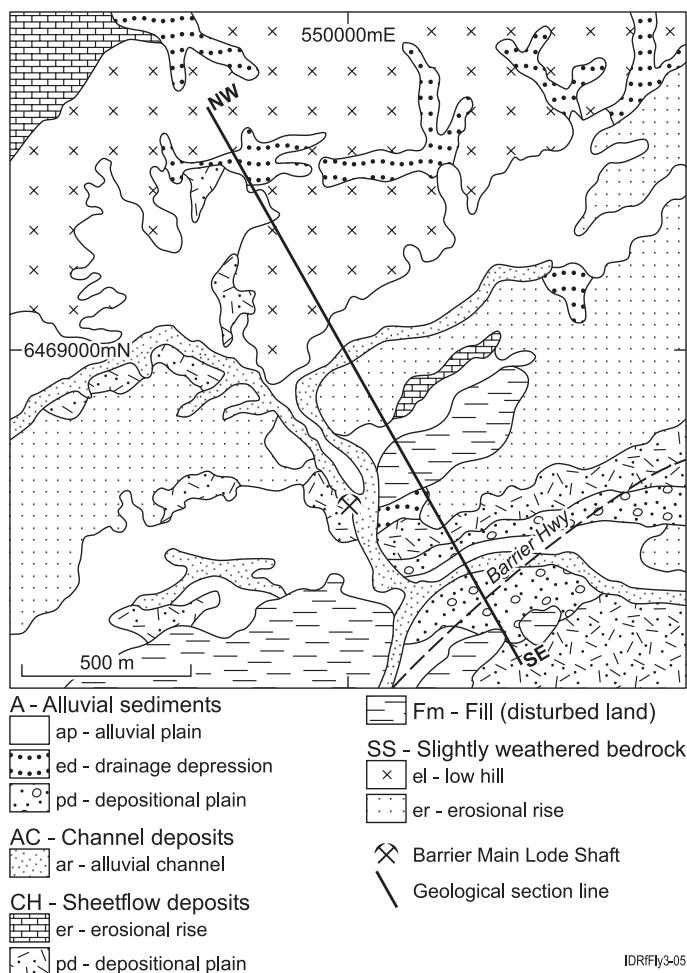 550000mE
NW
6469000mN
Barrier Hwy
500 m
SE
A - Alluvial sediments
ap - alluvial plain
ed - drainage depression
pd - depositional plain
AC - Channel deposits
ar - alluvial channel
CH - Sheetflow deposits
er - erosional rise
pd - depositional plain
Fm - Fill (disturbed land)
SS - Slightly weathered bedrock
el - low hill
er - erosional rise
Barrier Main Lode Shaft
Geological section line
IDRfFly3-05